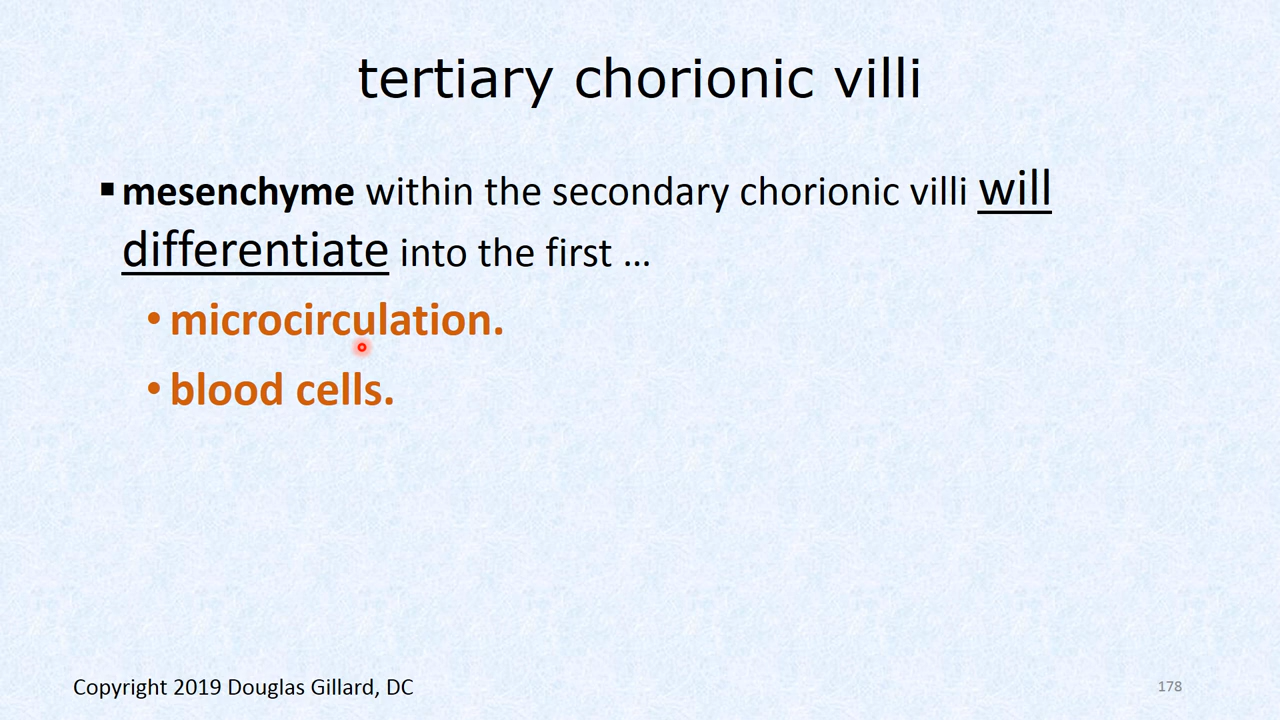 tertiary chorionic villi
▪ mesenchyme within the secondary chorionic villi will
differentiate into the first …
• microcirculation.
• blood cells.
Copyright 2019 Douglas Gillard, DC
178